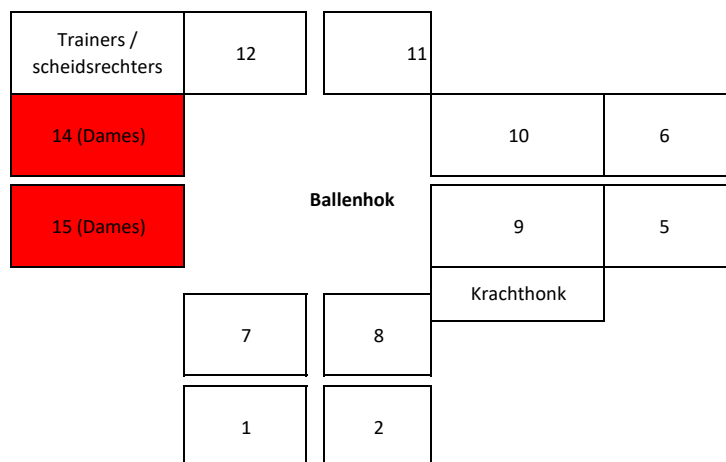 Trainers /
scheidsrechters
12
11
14 (Dames)
10
6
Ballenhok
15 (Dames)
9
5
Krachthonk
7
8
1
2